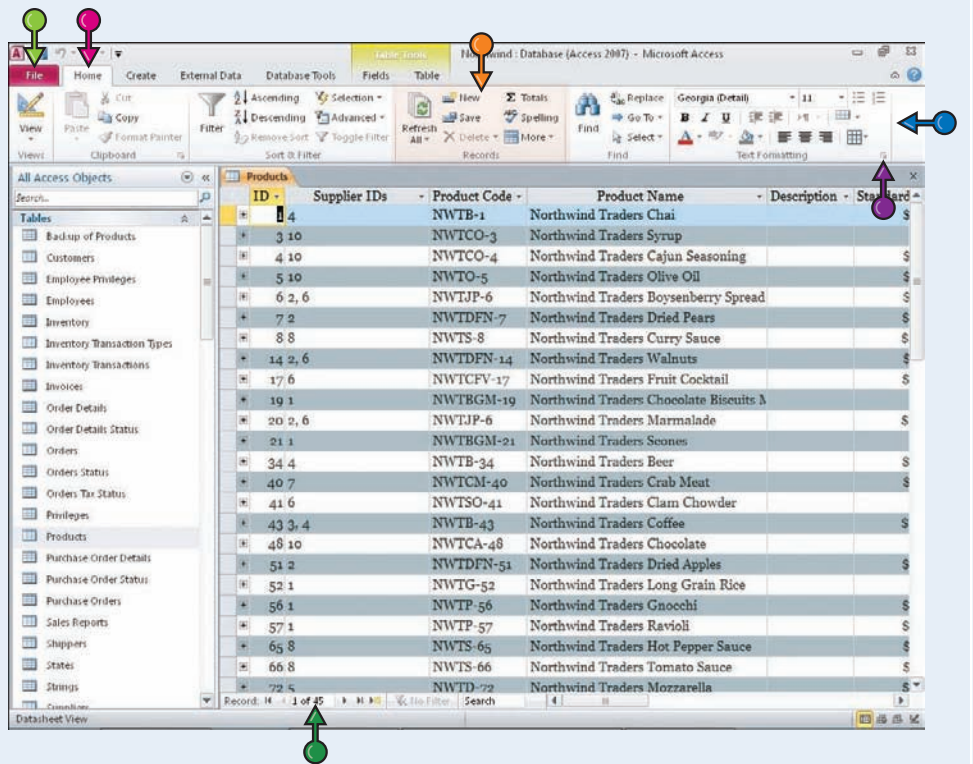 Table Tools Northwind : Database (Access 2007) - Microsoft Access
File Home Create External Data Database Tools Fields Table
View Paste Cut Copy Format Painter Filter Ascending Descending Remove Sort Selection Advanced Toggle Filter Refresh All New Save Delete Totals Spelling More Find Replace Go To Select Georgia (Detail) 11 B I U A
Views Clipboard Sort & Filter Records Find Text Formatting
All Access Objects
Search...
Tables
Backup of Products
Customers
Employee Privileges
Employees
Inventory
Inventory Transaction Types
Inventory Transactions
Invoices
Order Details
Order Details Status
Orders
Orders Status
Orders Tax Status
Privileges
Products
Purchase Order Details
Purchase Order Status
Purchase Orders
Sales Reports
Shippers
States
Strings
Products
ID Supplier IDs Product Code Product Name Description
1 4 NWTB-1 Northwind Traders Chai $
3 10 NWTCO-3 Northwind Traders Syrup
4 10 NWTCO-4 Northwind Traders Cajun Seasoning $
5 10 NWTO-5 Northwind Traders Olive Oil $
6 2, 6 NWTJP-6 Northwind Traders Boysenberry Spread $
7 2 NWTDFN-7 Northwind Traders Dried Pears $
8 8 NWTS-8 Northwind Traders Curry Sauce $
14 2, 6 NWTDFN-14 Northwind Traders Walnuts $
17 6 NWTCFV-17 Northwind Traders Fruit Cocktail $
19 1 NWTBGM-19 Northwind Traders Chocolate Biscuits M
20 2, 6 NWTJP-6 Northwind Traders Marmalade $
21 1 NWTBGM-21 Northwind Traders Scones
34 4 NWTB-34 Northwind Traders Beer $
40 7 NWTCM-40 Northwind Traders Crab Meat $
41 6 NWTSO-41 Northwind Traders Clam Chowder
43 3, 4 NWTB-43 Northwind Traders Coffee $
48 10 NWTCA-48 Northwind Traders Chocolate
51 2 NWTDFN-51 Northwind Traders Dried Apples $
52 1 NWTG-52 Northwind Traders Long Grain Rice
56 1 NWTP-56 Northwind Traders Gnocchi $
57 1 NWTP-57 Northwind Traders Ravioli $
65 8 NWTS-65 Northwind Traders Hot Pepper Sauce $
66 8 NWTS-66 Northwind Traders Tomato Sauce $
72 5 NWTD-72 Northwind Traders Mozzarella $
Record: 1 of 45 No Filter Search
Datasheet View